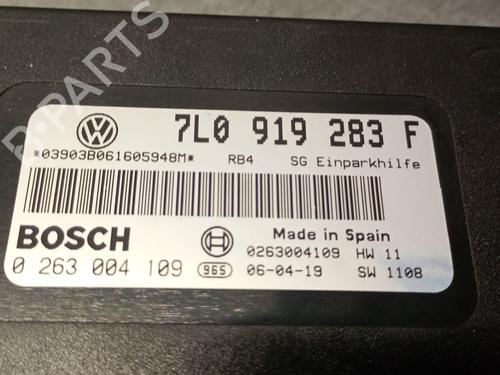 B-PARTS
7L0 919 283 F
*03903B061605948M* RB4 SG Einparkhilfe
BOSCH
Made in Spain
0263004109 HW 11
0 263 004 109 965 06-04-19 SW 1108